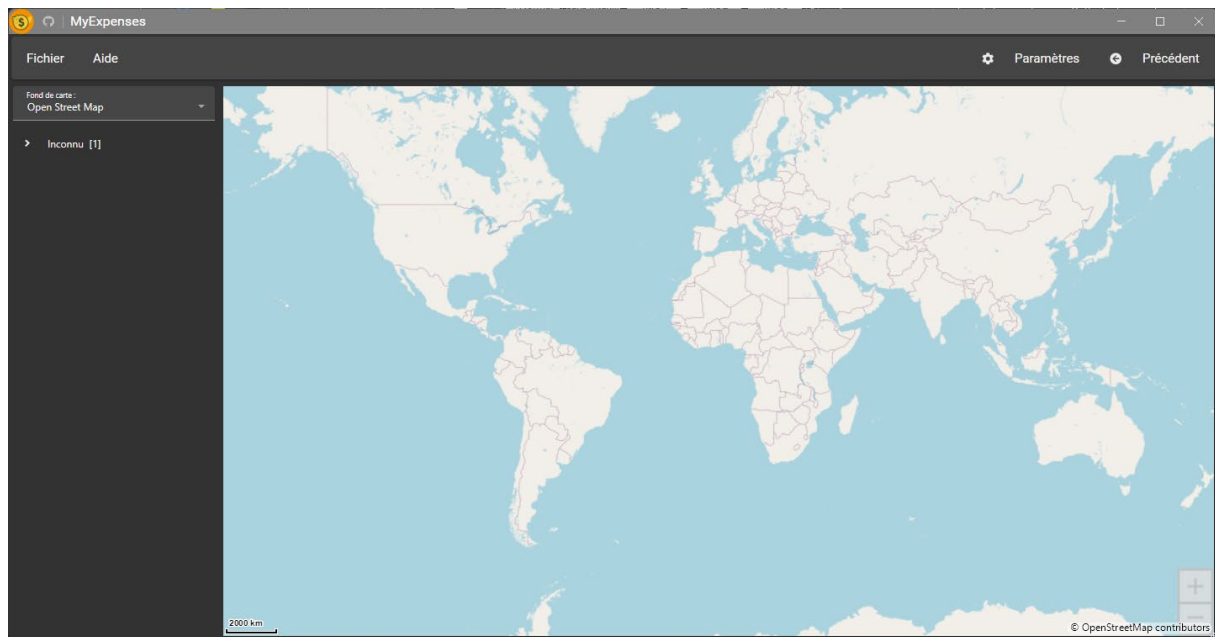 MyExpenses
Fichier Aide Paramètres Précédent
Fond de carte :
Open Street Map
Inconnu [1]
2000 km
© OpenStreetMap contributors